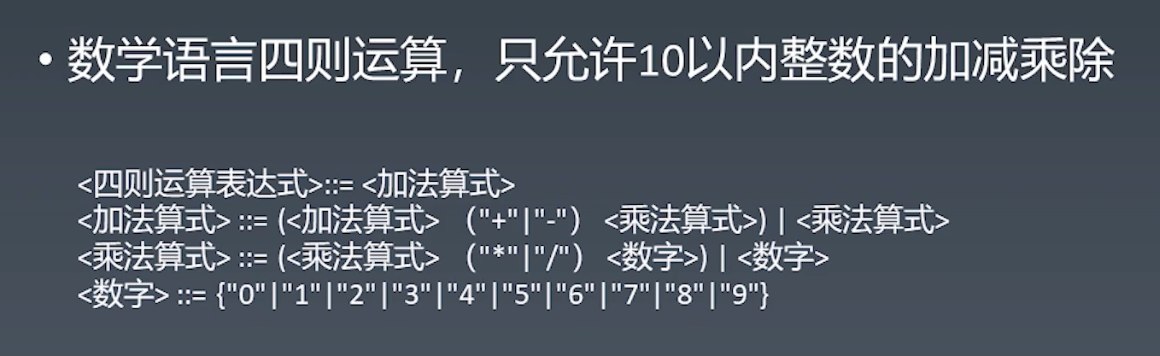 • 数学语言四则运算，只允许10以内整数的加减乘除
<四则运算表达式>::= <加法算式>
<加法算式> ::= (<加法算式> （"+"|"-"） <乘法算式>) | <乘法算式>
<乘法算式> ::= (<乘法算式> （"*"|"/"） <数字>) | <数字>
<数字> ::= {"0"|"1"|"2"|"3"|"4"|"5"|"6"|"7"|"8"|"9"}